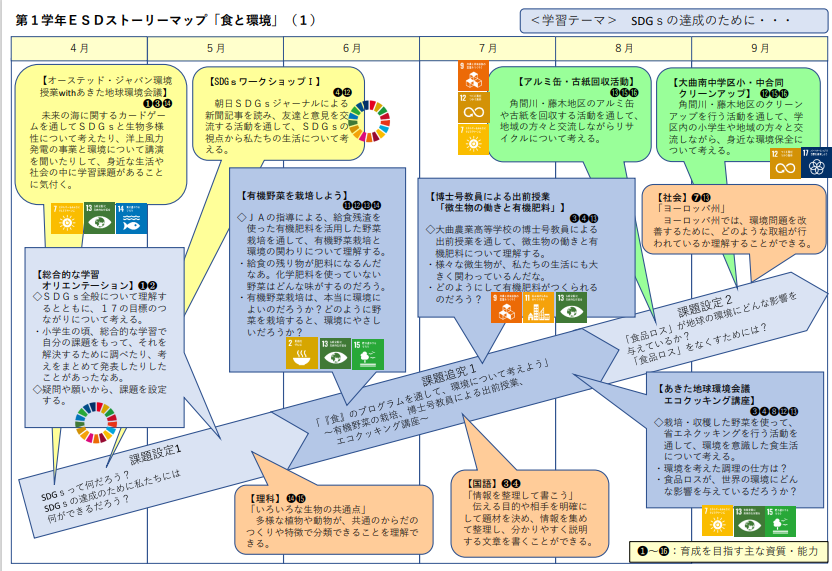 第１学年ＥＳＤストーリーマップ「食と環境」（１）
＜学習テーマ＞　SDGｓの達成のために・・・
４月
５月
６月
７月
８月
９月
【オーステッド・ジャパン環境
授業withあきた地球環境会議】
❶❸⓮
未来の海に関するカードゲー
ムを通してＳＤＧｓと生物多様
性について考えたり、洋上風力
発電の事業と環境について講演
を聞いたりして、身近な生活や
社会の中に学習課題があること
に気付く。
7
13
14
【総合的な学習
オリエンテーション】❶❷
◇ＳＤＧｓ全般について理解す
るとともに、１７の目標のつ
ながりについて考える。
・小学生の頃、総合的な学習で
自分の課題をもって、それを
解決するために調べたり、考
えをまとめて発表したりした
ことがあったなあ。
◇疑問や願いから、課題を設定
する。
【SDGｓワークショップⅠ】
❹⓬
朝日ＳＤＧｓジャーナルによる
新聞記事を読み、友達と意見を交
流する活動を通して、ＳＤＧｓの
視点から私たちの生活について考
える。
【有機野菜を栽培しよう】
⓫⓬⓭⓮
◇ＪＡの指導による、給食残渣を
使った有機肥料を活用した野菜
栽培を通して、有機野菜栽培と
環境の関わりについて理解する。
・給食の残り物が肥料になるんだ
なあ。化学肥料を使っていない
野菜はどんな味がするのだろう。
・有機野菜栽培は、本当に環境に
よいのだろうか？どのように野
菜を栽培すると、環境にやさし
いだろうか？
2
13
15
9
12
7
【アルミ缶・古紙回収活動】
⓭⓯⓰
角間川・藤木地区のアルミ缶
や古紙を回収する活動を通して、
地域の方々と交流しながらリサ
イクルについて考える。
【大曲南中学区小・中合同
クリーンアップ】⓬⓯⓰
角間川・藤木地区のクリーン
アップを行う活動を通して、学
区内の小学生や地域の方々と交
流しながら、身近な環境保全に
ついて考える。
12
17
【博士号教員による出前授業
「微生物の働きと有機肥料」】
❸❹⓭
◇大曲農業高等学校の博士号教員によ
る出前授業を通して、微生物の働きと有
機肥料について理解する。
・様々な微生物が、私たちの生活にも大
きく関わっているんだな。
・どのようにして有機肥料がつくられる
のだろう？
9
11
13
【社会】❼⓭
「ヨーロッパ州」
ヨーロッパ州では、環境問題を改
善するために、どのような取組が行
われているか理解することができる。
課題設定２
「食品ロス」が地球の環境にどんな影響を
与えているか？
「食品ロス」をなくすためには？
課題追究１
「『食』のプログラムを通して、環境について考えよう」
～有機野菜の栽培、博士号教員による出前授業、
エコクッキング講座～
課題設定1
SDGｓって何だろう？
SDGｓの達成のために私たちには
何ができるだろう？
【あきた地球環境会議
エコクッキング講座】
❸❹❽⓬⓭
◇栽培・収穫した野菜を使って、
省エネクッキングを行う活動を
通して、環境を意識した食生活
について考える。
・環境を考えた調理の仕方は？
・食品ロスが、世界の環境にどん
な影響を与えているだろうか？
7
13
15
【理科】⓮⓯
「いろいろな生物の共通点」
多様な植物や動物が、共通のからだの
つくりや特徴で分類できることを理解で
きる。
【国語】❸❹
「情報を整理して書こう」
伝える目的や相手を明確に
して題材を決め、情報を集め
て整理し、分かりやすく説明
する文章を書くことができる。
❶～⓰：育成を目指す主な資質・能力